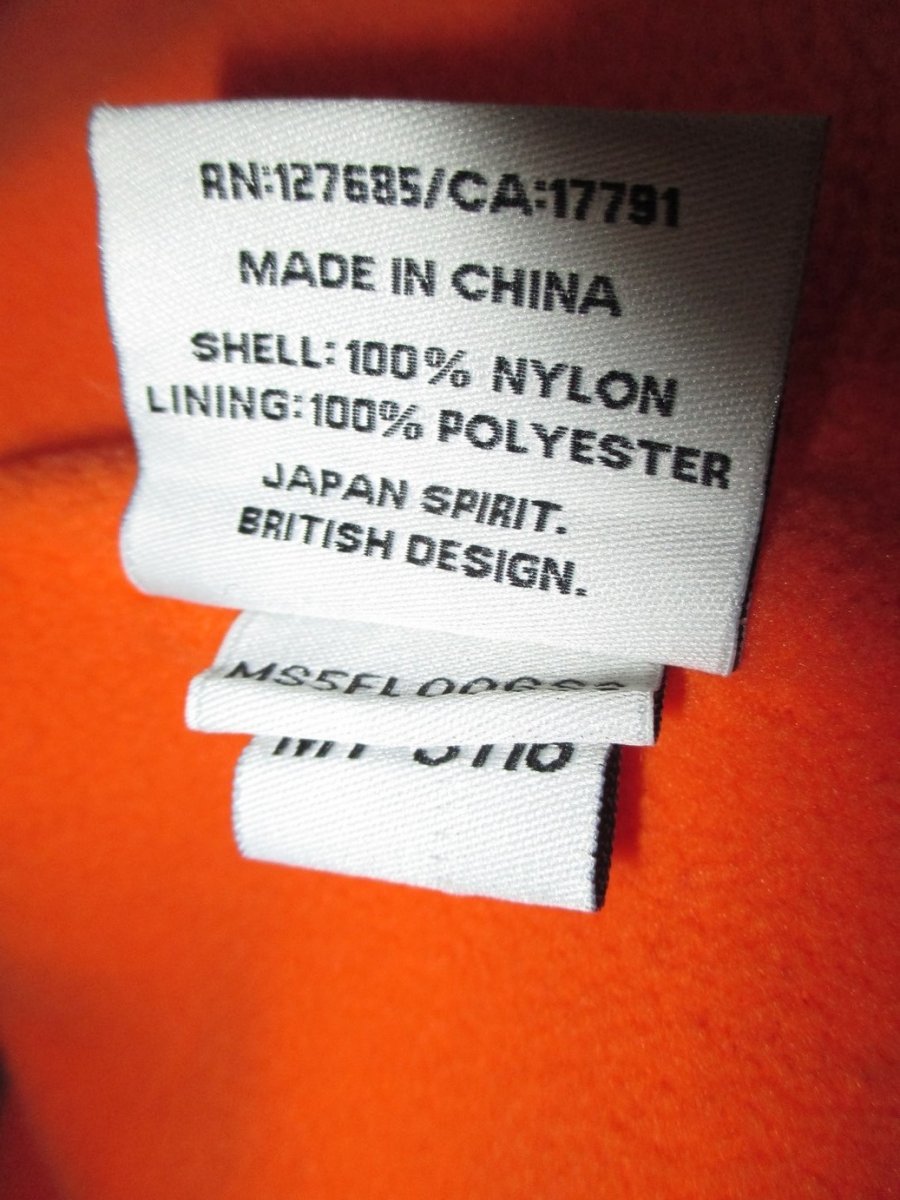 RN:127685/CA:17791
MADE IN CHINA
SHELL: 100% NYLON
LINING: 100% POLYESTER
JAPAN SPIRIT.
BRITISH DESIGN.